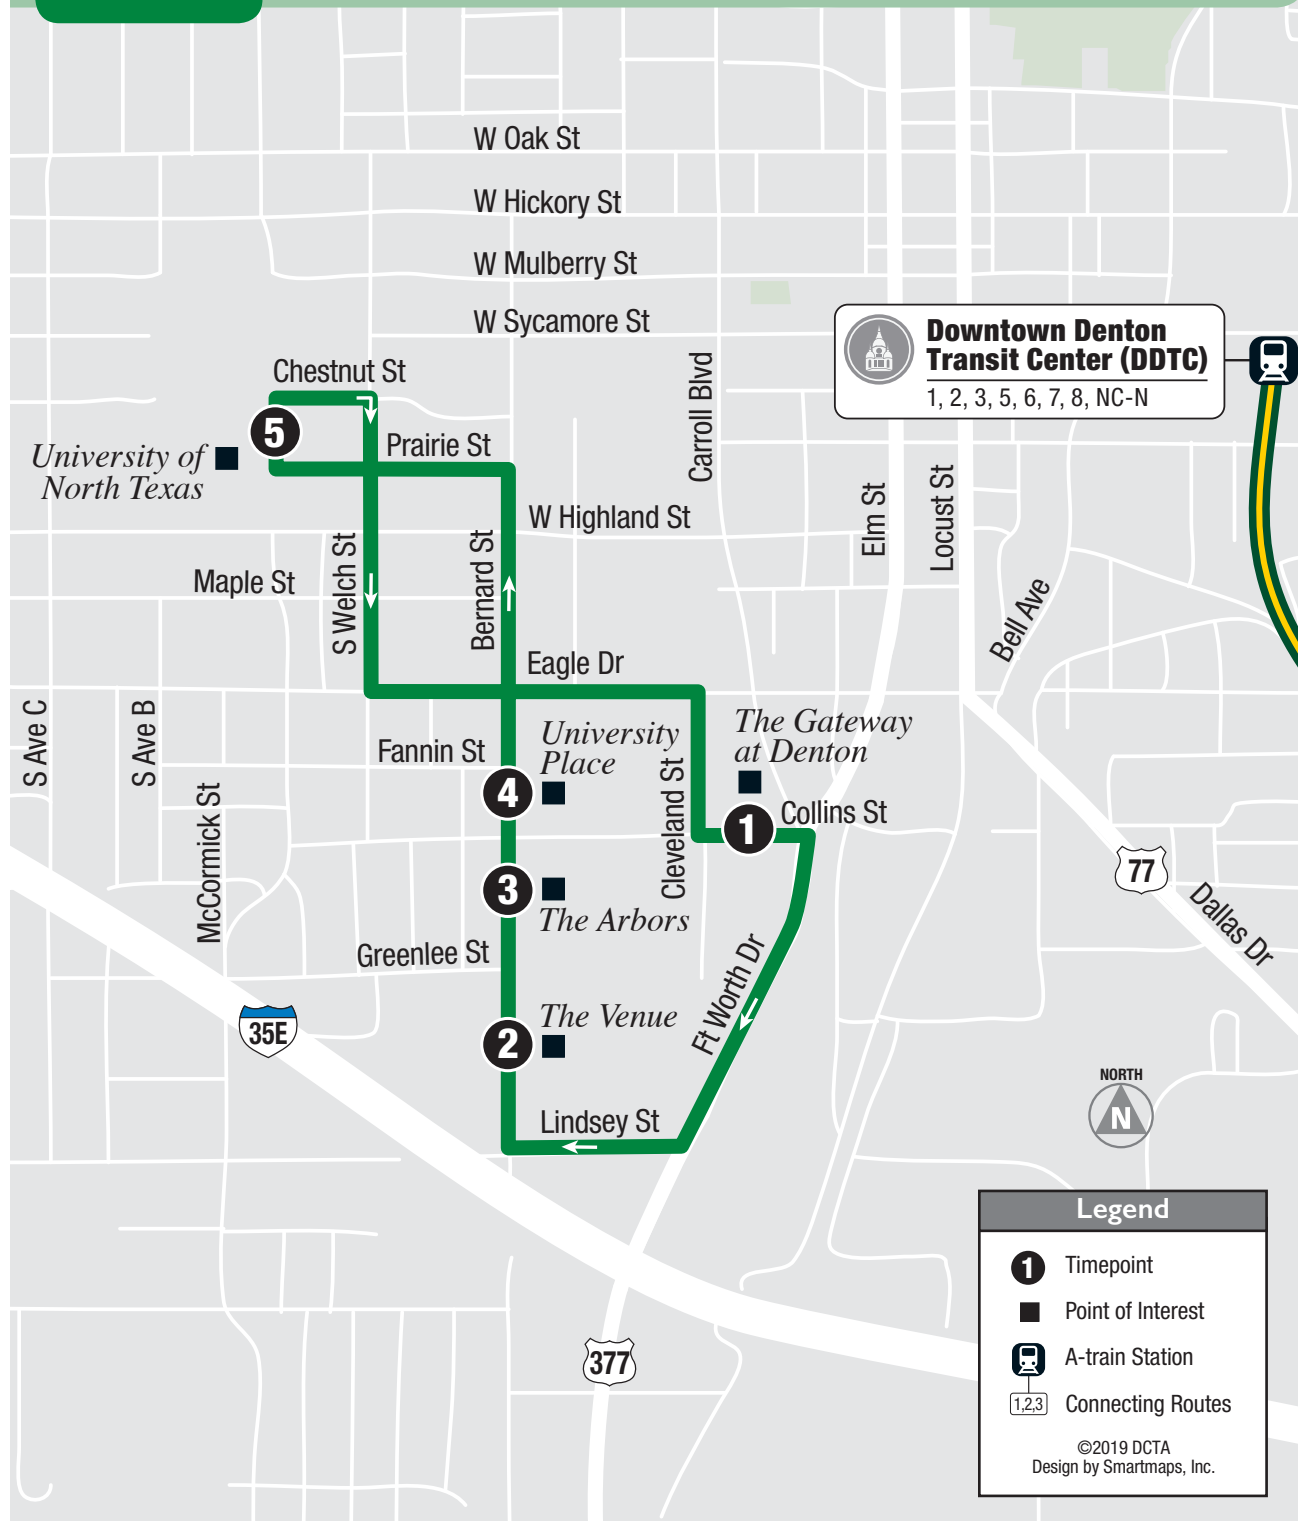 W Oak St
W Hickory St
W Mulberry St
W Sycamore St
Downtown Denton
Transit Center (DDTC)
1, 2, 3, 5, 6, 7, 8, NC-N
Chestnut St
Carroll Blvd
5
Prairie St
University of
North Texas
W Highland St
Elm St
Locust St
S Welch St
Bernard St
Maple St
Bell Ave
Eagle Dr
S Ave C
S Ave B
Fannin St
University
Place
The Gateway
at Denton
4
Cleveland St
1
Collins St
McCormick St
3
The Arbors
77
Dallas Dr
Greenlee St
Ft Worth Dr
35E
2
The Venue
Lindsey St
NORTH
N
377
Legend
1
Timepoint
Point of Interest
A-train Station
1,2,3
Connecting Routes
©2019 DCTA
Design by Smartmaps, Inc.